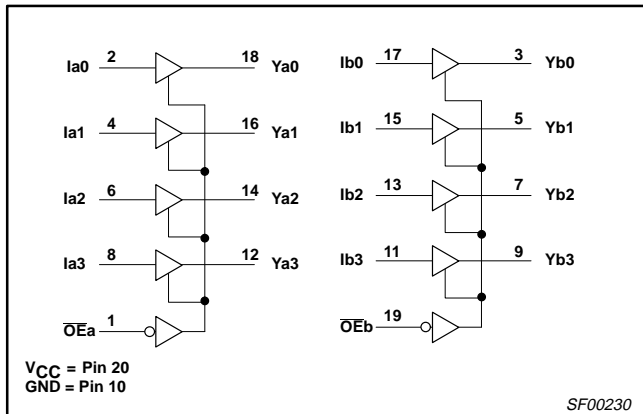 Ia0 2 18 Ya0
Ia1 4 16 Ya1
Ia2 6 14 Ya2
Ia3 8 12 Ya3
OEa 1
VCC = Pin 20
GND = Pin 10
Ib0 17 3 Yb0
Ib1 15 5 Yb1
Ib2 13 7 Yb2
Ib3 11 9 Yb3
OEb 19
SF00230